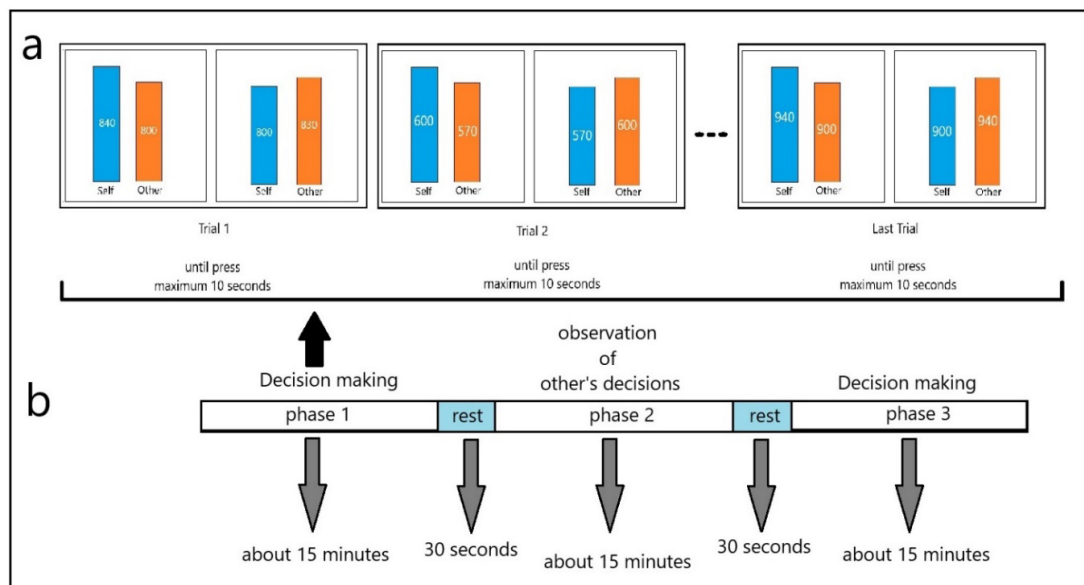 a
840
800
Self
Other
800
830
Self
Other
Trial 1
until press
maximum 10 seconds
600
570
Self
Other
570
600
Self
Other
Trial 2
until press
maximum 10 seconds
940
900
Self
Other
900
940
Self
Other
Last Trial
until press
maximum 10 seconds
b
Decision making
observation
of
other's decisions
Decision making
phase 1
rest
phase 2
rest
phase 3
about 15 minutes
30 seconds
about 15 minutes
30 seconds
about 15 minutes